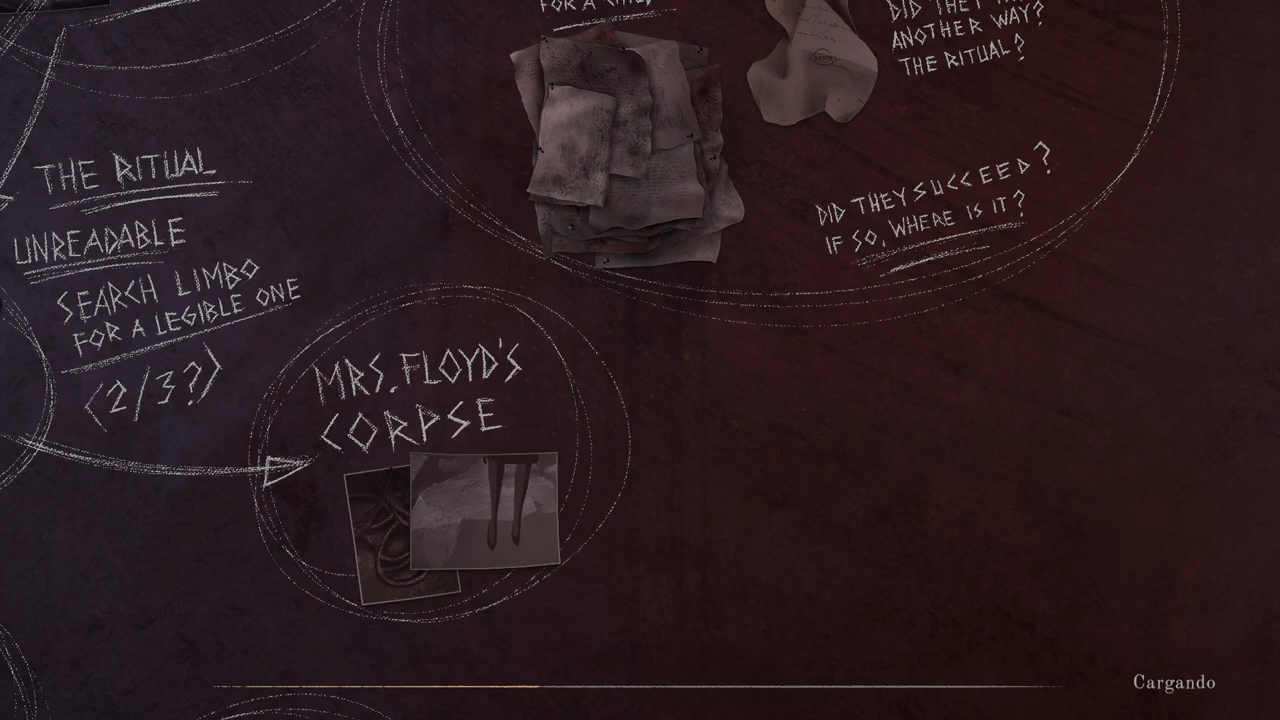 FOR A CHILD
DID THEY TRY
ANOTHER WAY?
THE RITUAL?
DID THEY SUCCEED?
IF SO, WHERE IS IT?
THE RITUAL
UNREADABLE
SEARCH LIMBO
FOR A LEGIBLE ONE
(2/3?)
MRS. FLOYD'S
CORPSE
Cargando